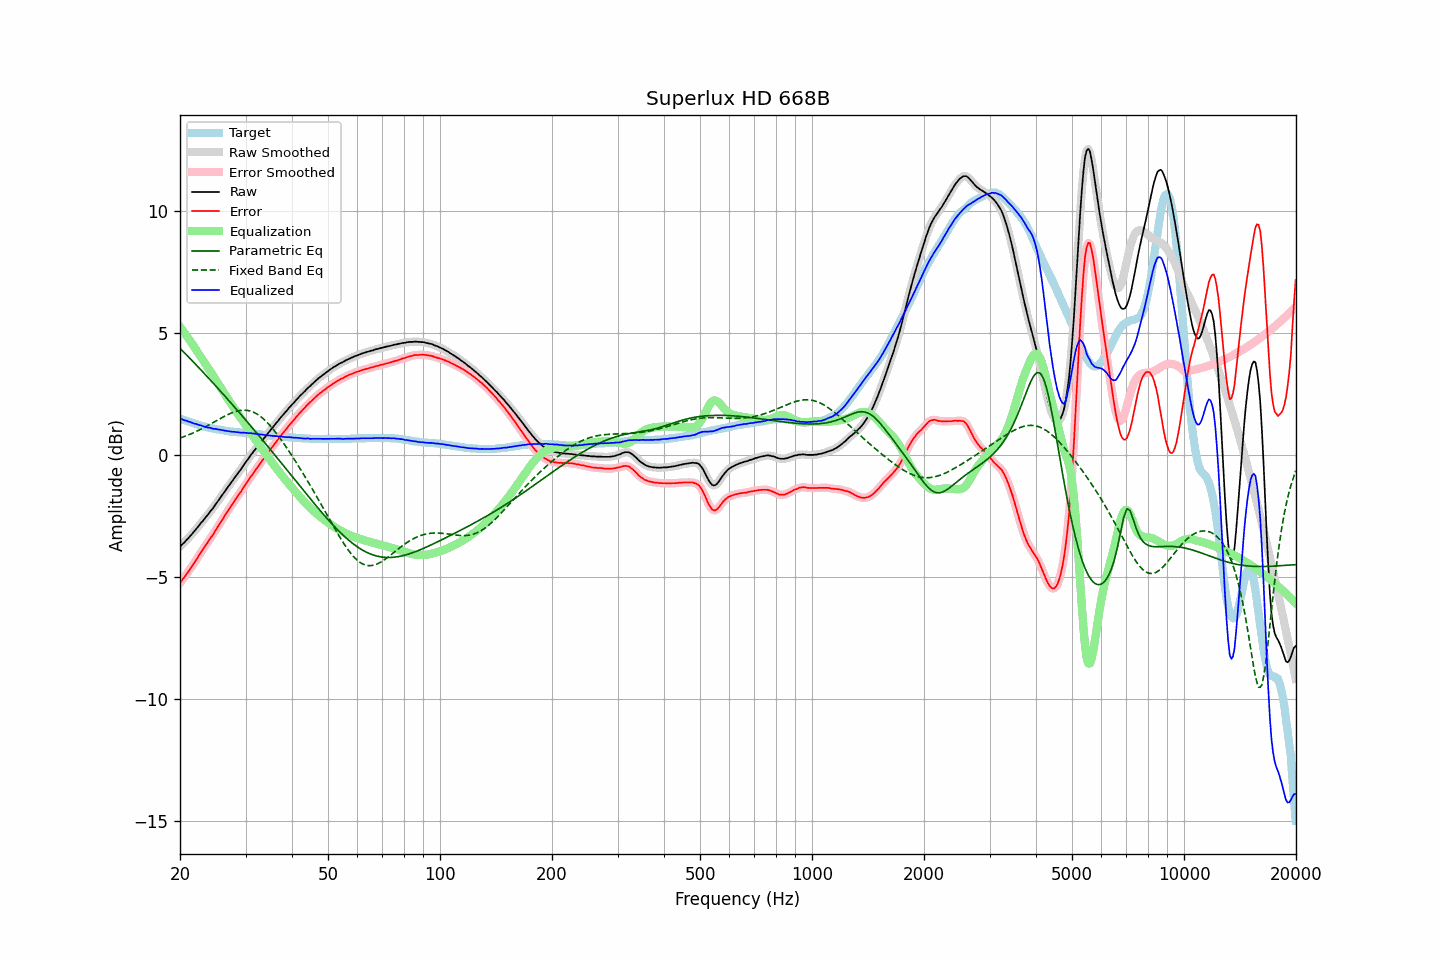 Superlux HD 668B
Target
Raw Smoothed
Error Smoothed
Raw
Error
Equalization
Parametric Eq
Fixed Band Eq
Equalized
10
5
0
−5
−10
−15
Amplitude (dBr)
20 50 100 200 500 1000 2000 5000 10000 20000
Frequency (Hz)